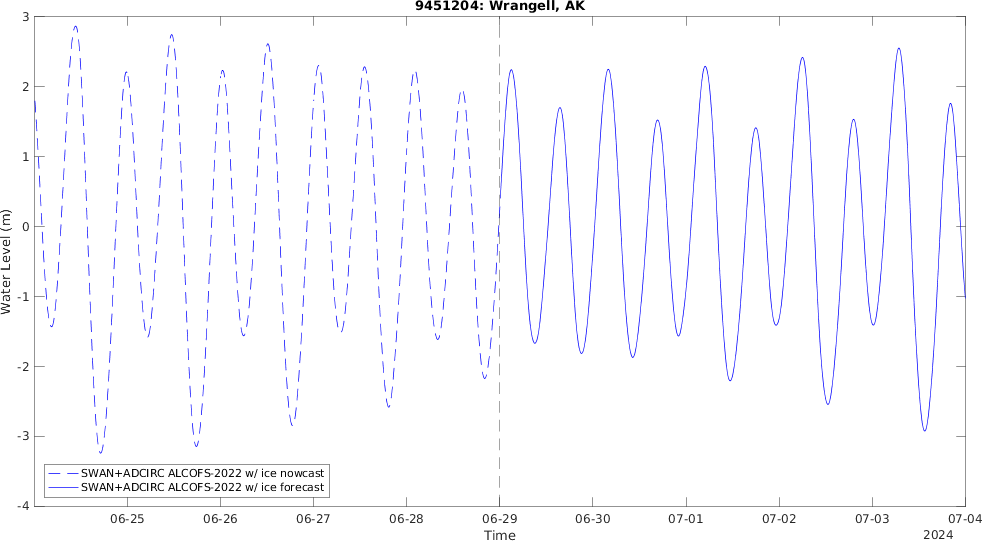 9451204: Wrangell, AK
3
2
1
0
-1
-2
-3
-4
Water Level (m)
SWAN+ADCIRC ALCOFS-2022 w/ ice nowcast
SWAN+ADCIRC ALCOFS-2022 w/ ice forecast
06-25 06-26 06-27 06-28 06-29 06-30 07-01 07-02 07-03 07-04
Time
2024